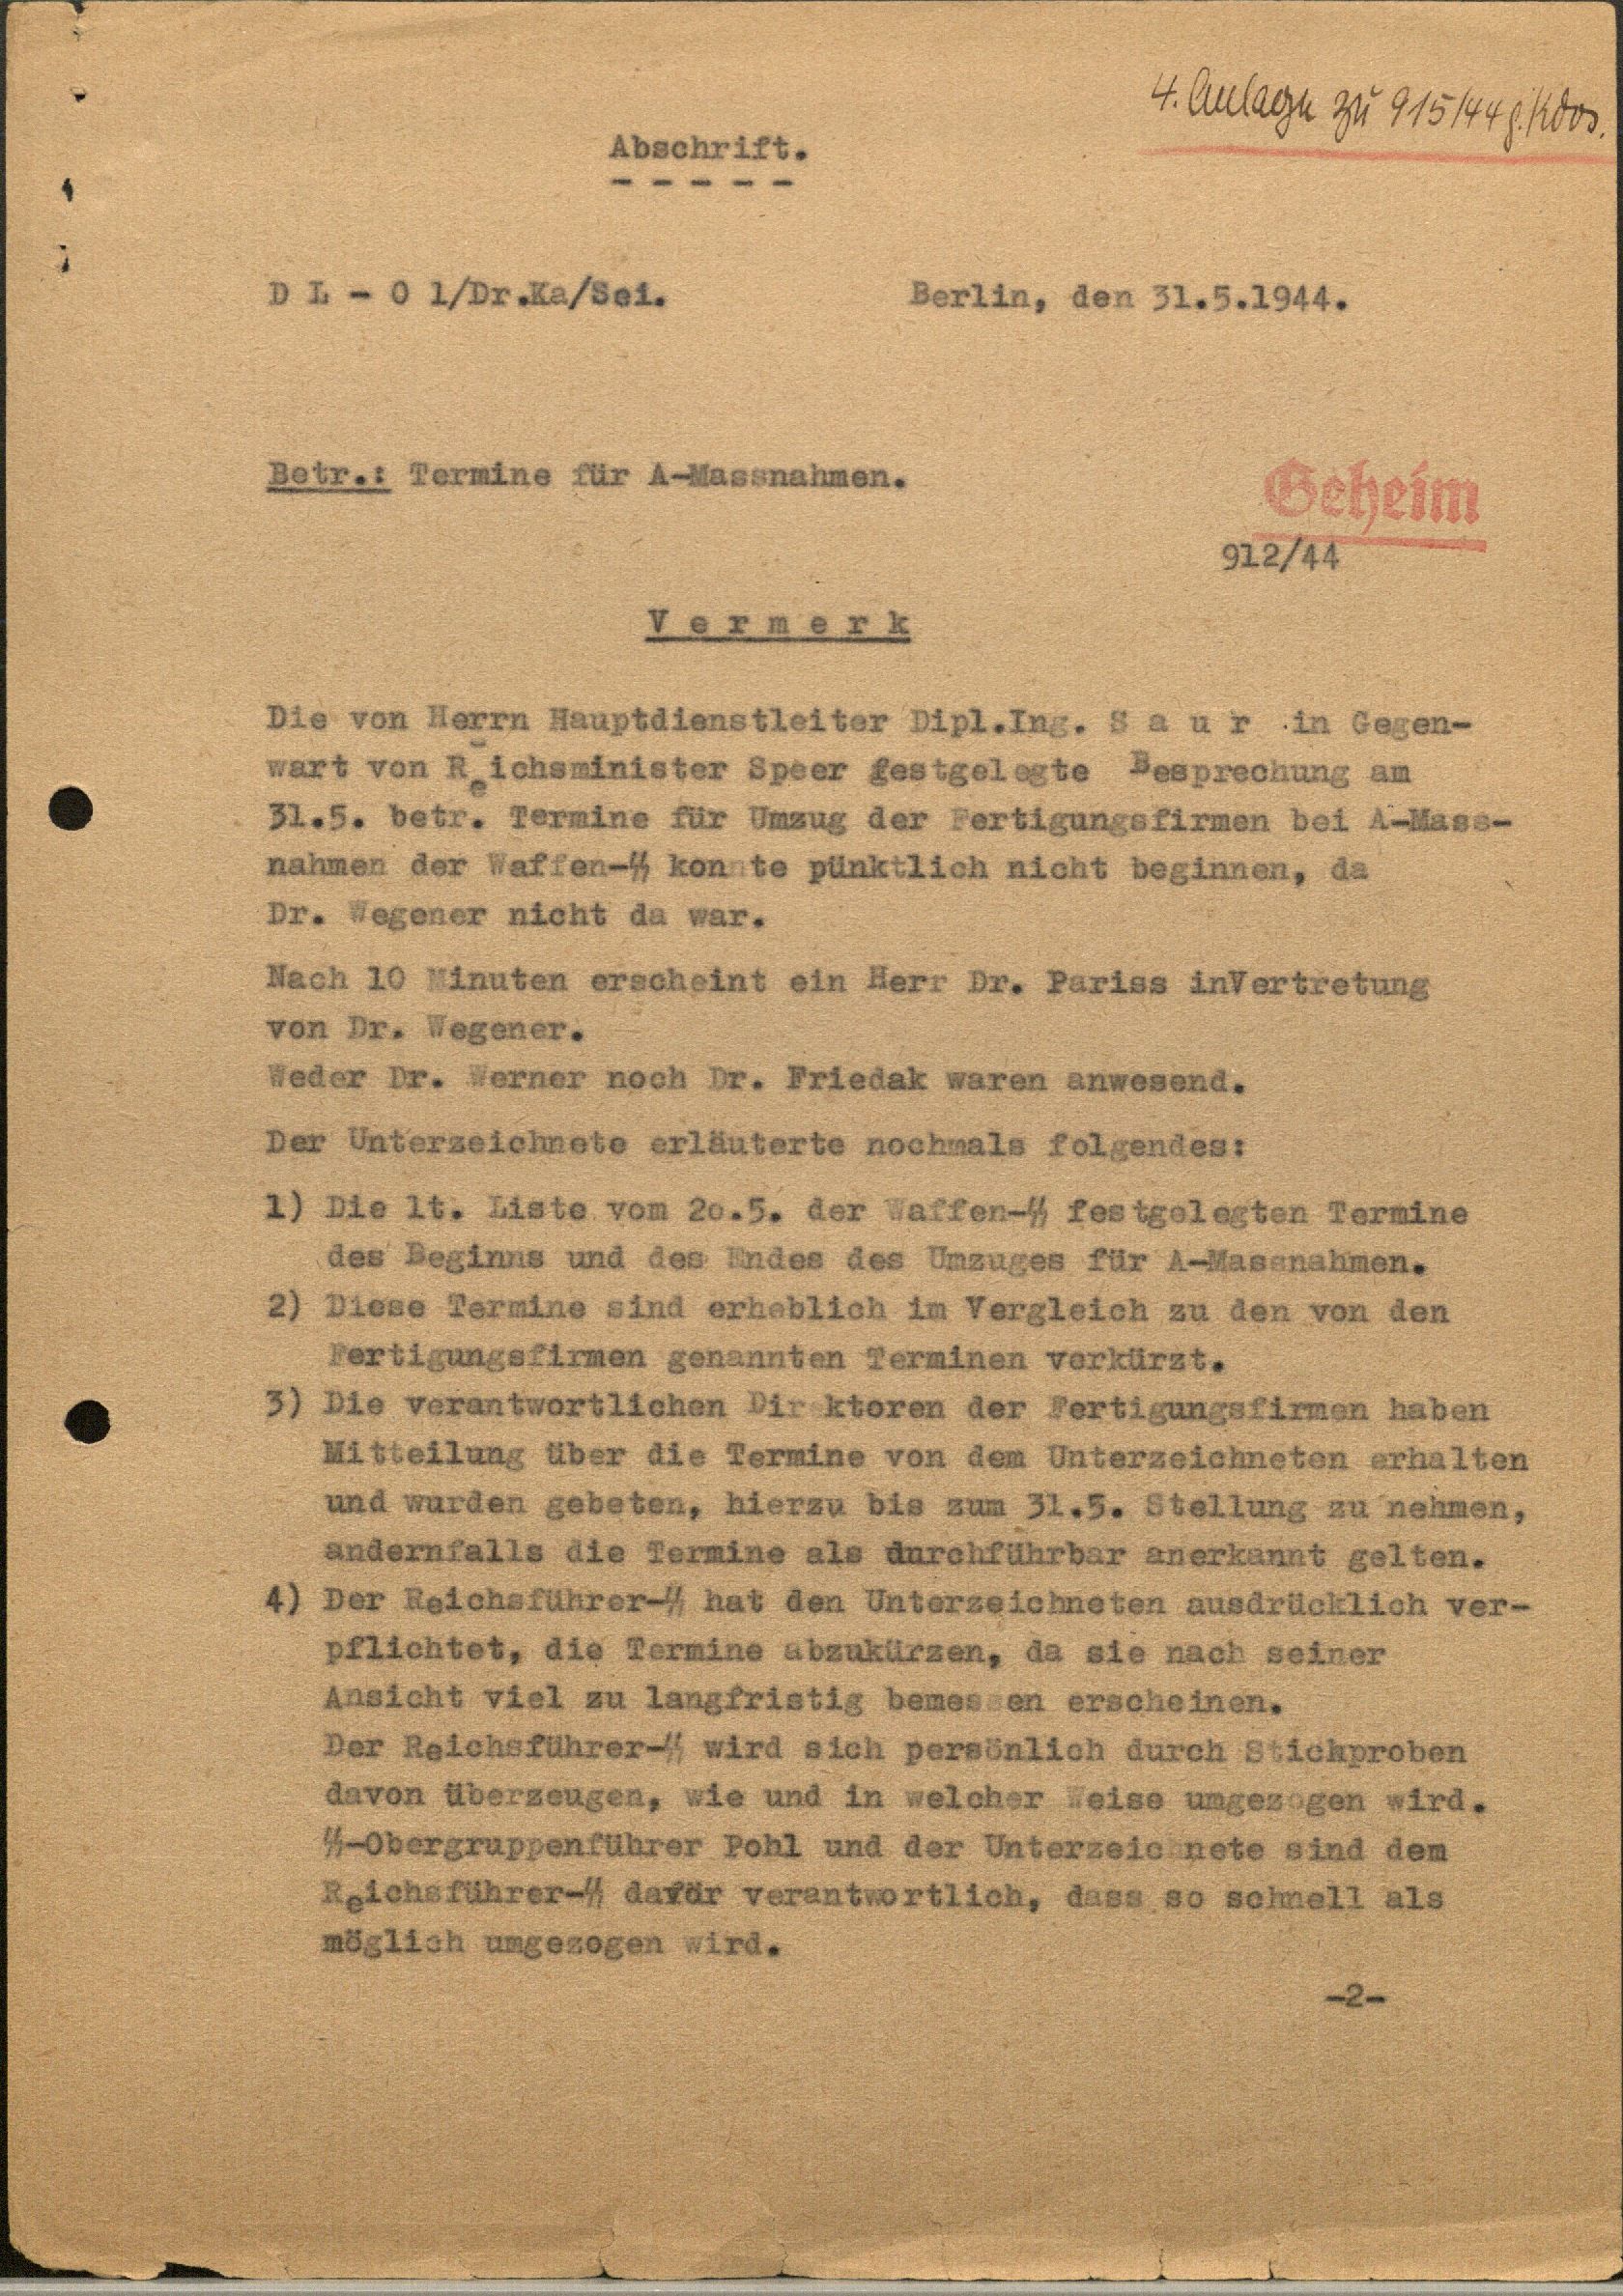 4. Anlage zu 915/44 g.Kdos.
Abschrift.
- - - - -
D L - O 1/Dr.Ka/Sei. Berlin, den 31.5.1944.
Betr.: Termine für A-Massnahmen.
Geheim
912/44
V e r m e r k
Die von Herrn Hauptdienstleiter Dipl.Ing. S a u r in Gegen-
wart von Reichsminister Speer festgelegte Besprechung am
31.5. betr. Termine für Umzug der Fertigungsfirmen bei A-Mass-
nahmen der Waffen-SS konnte pünktlich nicht beginnen, da
Dr. Wegener nicht da war.
Nach 10 Minuten erscheint ein Herr Dr. Pariss inVertretung
von Dr. Wegener.
Weder Dr. Werner noch Dr. Friedak waren anwesend.
Der Unterzeichnete erläuterte nochmals folgendes:
1) Die lt. Liste vom 2o.5. der Waffen-SS festgelegten Termine
des Beginns und des Endes des Umzuges für A-Massnahmen.
2) Diese Termine sind erheblich im Vergleich zu den von den
Fertigungsfirmen genannten Terminen verkürzt.
3) Die verantwortlichen Direktoren der Fertigungsfirmen haben
Mitteilung über die Termine von dem Unterzeichneten erhalten
und wurden gebeten, hierzu bis zum 31.5. Stellung zu nehmen,
andernfalls die Termine als durchführbar anerkannt gelten.
4) Der Reichsführer-SS hat den Unterzeichneten ausdrücklich ver-
pflichtet, die Termine abzukürzen, da sie nach seiner
Ansicht viel zu langfristig bemessen erscheinen.
Der Reichsführer-SS wird sich persönlich durch Stichproben
davon überzeugen, wie und in welcher Weise umgezogen wird.
SS-Obergruppenführer Pohl und der Unterzeichnete sind dem
Reichsführer-SS dafür verantwortlich, dass so schnell als
möglich umgezogen wird.
-2-